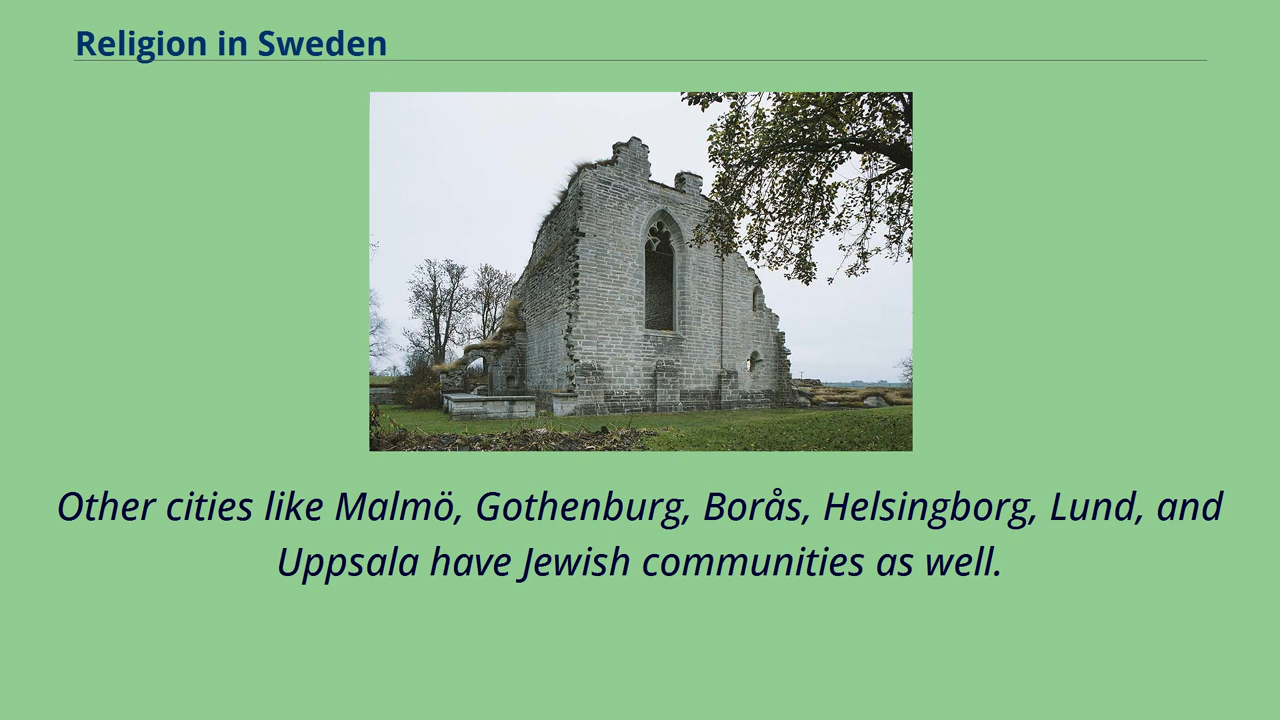 Religion in Sweden
Other cities like Malmö, Gothenburg, Borås, Helsingborg, Lund, and
Uppsala have Jewish communities as well.